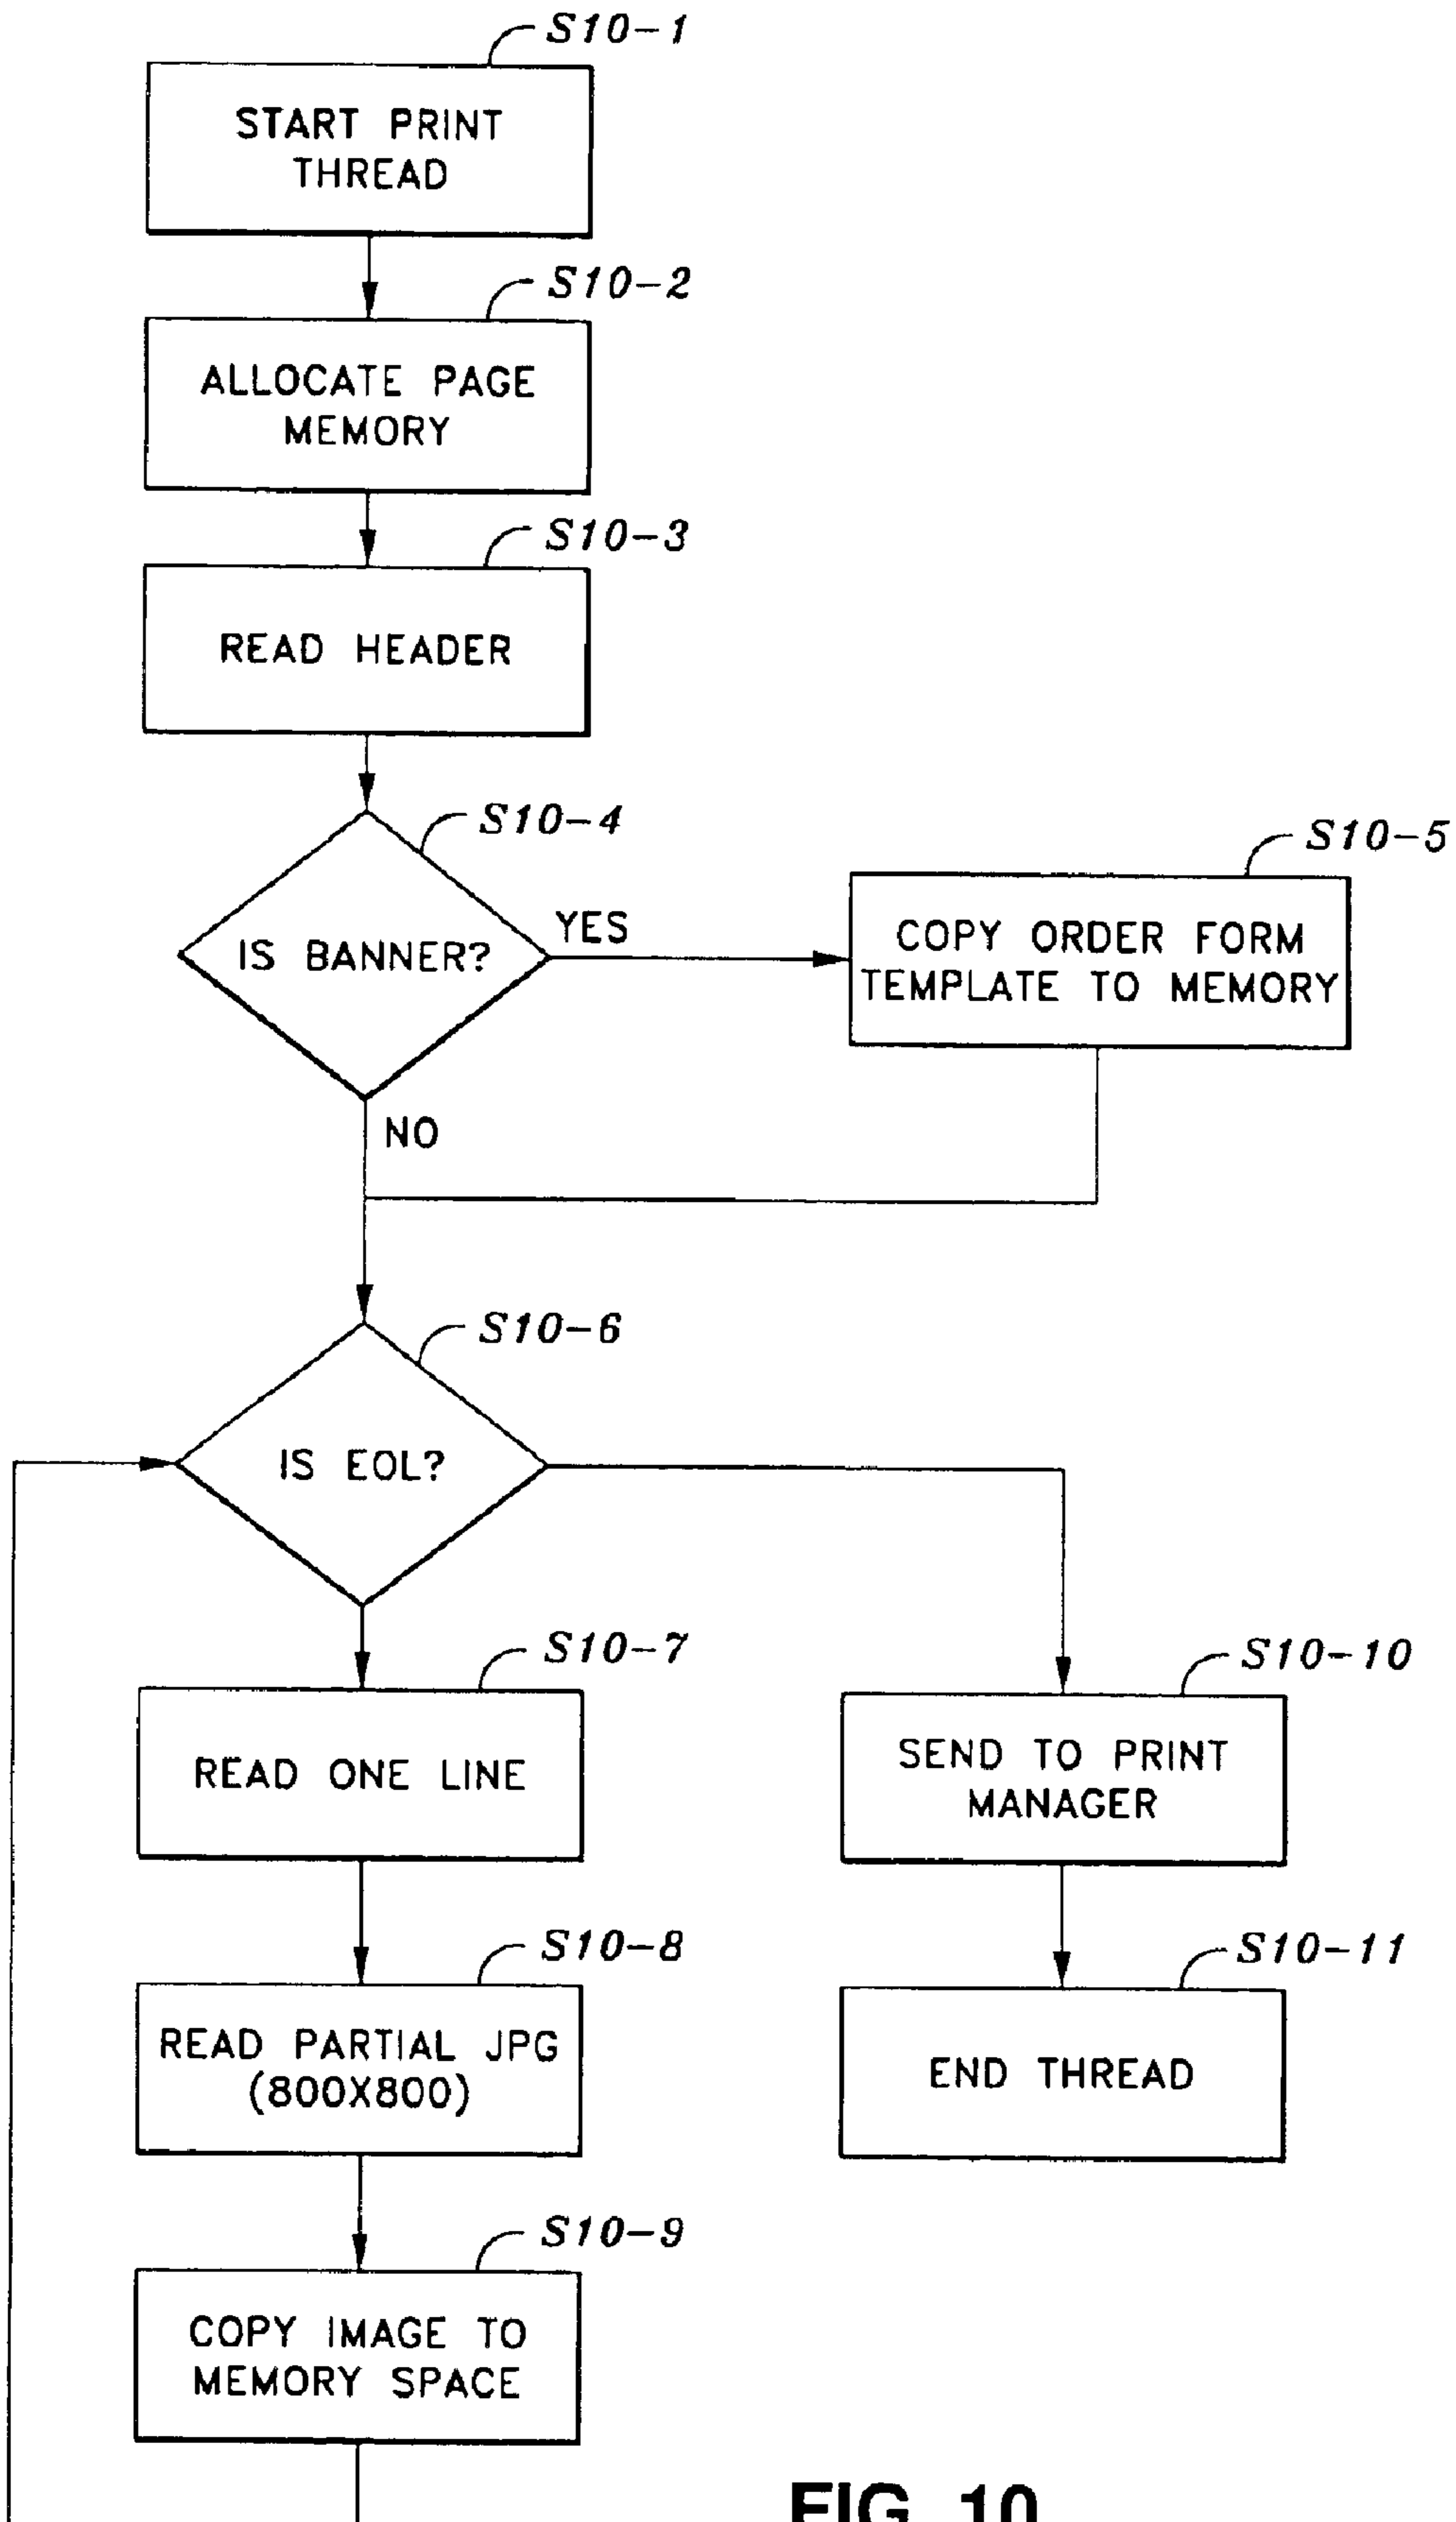 S10-1
START PRINT
THREAD
S10-2
ALLOCATE PAGE
MEMORY
S10-3
READ HEADER
S10-4
IS BANNER?
YES
NO
S10-5
COPY ORDER FORM
TEMPLATE TO MEMORY
S10-6
IS EOL?
S10-7
READ ONE LINE
S10-8
READ PARTIAL JPG
(800X800)
S10-9
COPY IMAGE TO
MEMORY SPACE
S10-10
SEND TO PRINT
MANAGER
S10-11
END THREAD
FIG. 10